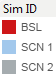 Sim ID
BSL
SCN 1
SCN 2